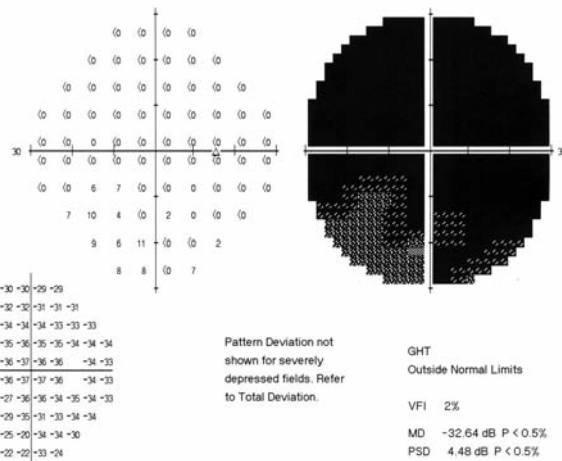 (0 (0 (0 (0
(0 (0 (0 (0 (0 (0
(0 (0 (0 (0 (0 (0 (0 (0
(0 (0 (0 (0 (0 (0 (0 (0 (0 (0
(0 (0 0 (0 (0 (0 (0 (0 (0 (0
30
(0 (0 (0 (0 (0 (0 (0 (0 (0 (0
(0 (0 6 7 (0 (0 0 (0 (0 (0
7 10 4 (0 2 0 (0 (0
9 6 11 (0 (0 2
8 8 (0 7
-30 -30 -29 -29
-32 -32 -31 -31 -31
-34 -34 -34 -33 -33 -33
-35 -35 -36 -35 -34 -34 -34
-36 -37 -36 -36 -34 -33
-36 -37 -37 -36 -34 -33
-27 -36 -36 -34 -35 -34 -33
-29 -35 -31 -33 -34 -34
-25 -20 -34 -34 -30
-22 -22 -33 -24
Pattern Deviation not
shown for severely
depressed fields. Refer
to Total Deviation.
GHT
Outside Normal Limits
VFI 2%
MD -32.64 dB P < 0.5%
PSD 4.48 dB P < 0.5%